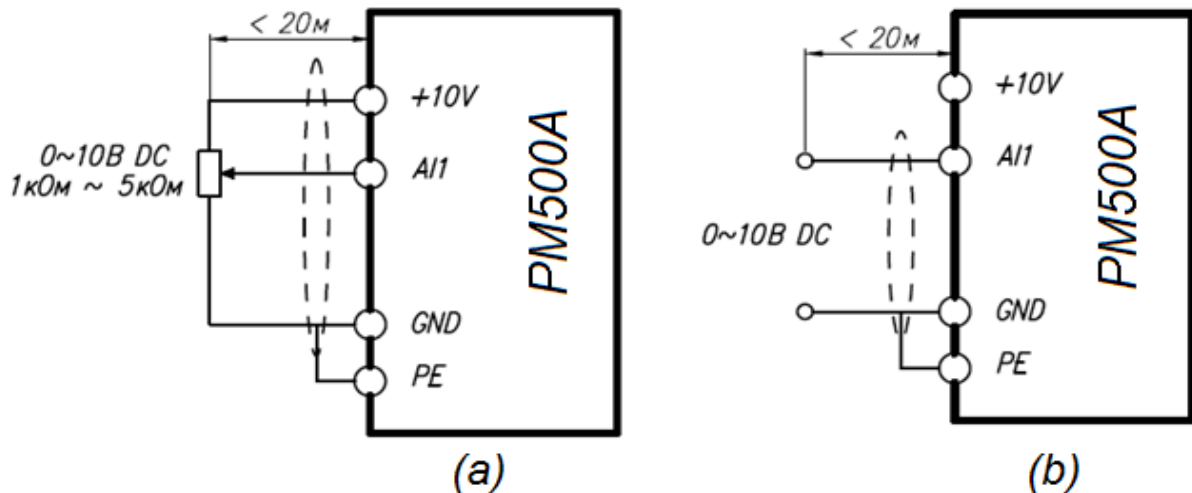 < 20м
+10V
0~10В DC
1кОм ~ 5кОм
AI1
GND
PE
PM500A
(a)
< 20м
+10V
AI1
0~10В DC
GND
PE
PM500A
(b)